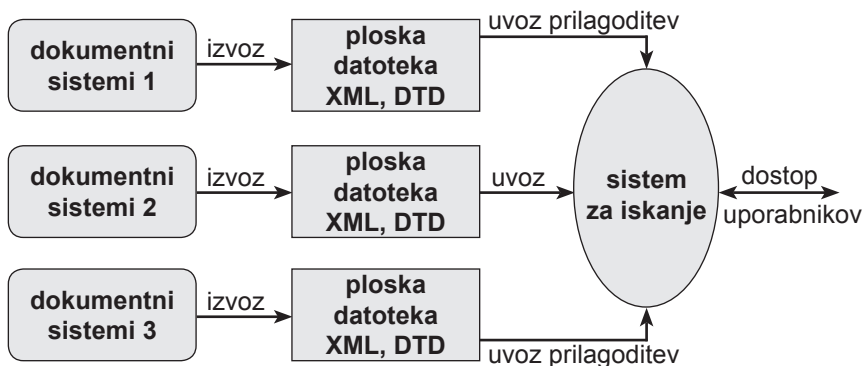 dokumentni
sistemi 1
izvoz
ploska
datoteka
XML, DTD
uvoz prilagoditev
dokumentni
sistemi 2
izvoz
ploska
datoteka
XML, DTD
uvoz
sistem
za iskanje
dostop
uporabnikov
dokumentni
sistemi 3
izvoz
ploska
datoteka
XML, DTD
uvoz prilagoditev